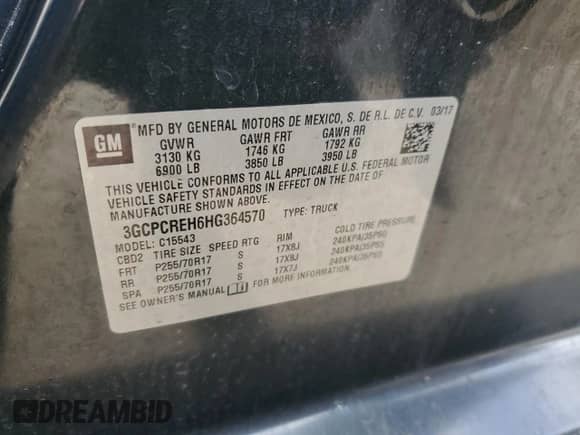 GM
MFD BY GENERAL MOTORS DE MEXICO, S. DE R.L. DE C.V. 03/17
GVWR GAWR FRT GAWR RR
3130 KG 1746 KG 1792 KG
6900 LB 3850 LB 3950 LB
THIS VEHICLE CONFORMS TO ALL APPLICABLE U.S. FEDERAL MOTOR
VEHICLE SAFETY STANDARDS IN EFFECT ON THE DATE OF
MANUFACTURE SHOWN ABOVE.
3GCPCREH6HG364570 TYPE: TRUCK
MODEL: C15543
CBD2 TIRE SIZE SPEED RTG RIM COLD TIRE PRESSURE
FRT P255/70R17 S 17X8J 240KPA(35PSI)
RR P255/70R17 S 17X8J 240KPA(35PSI)
SPA P255/70R17 S 17X7J 240KPA(35PSI)
SEE OWNER'S MANUAL FOR MORE INFORMATION.
DREAMBID